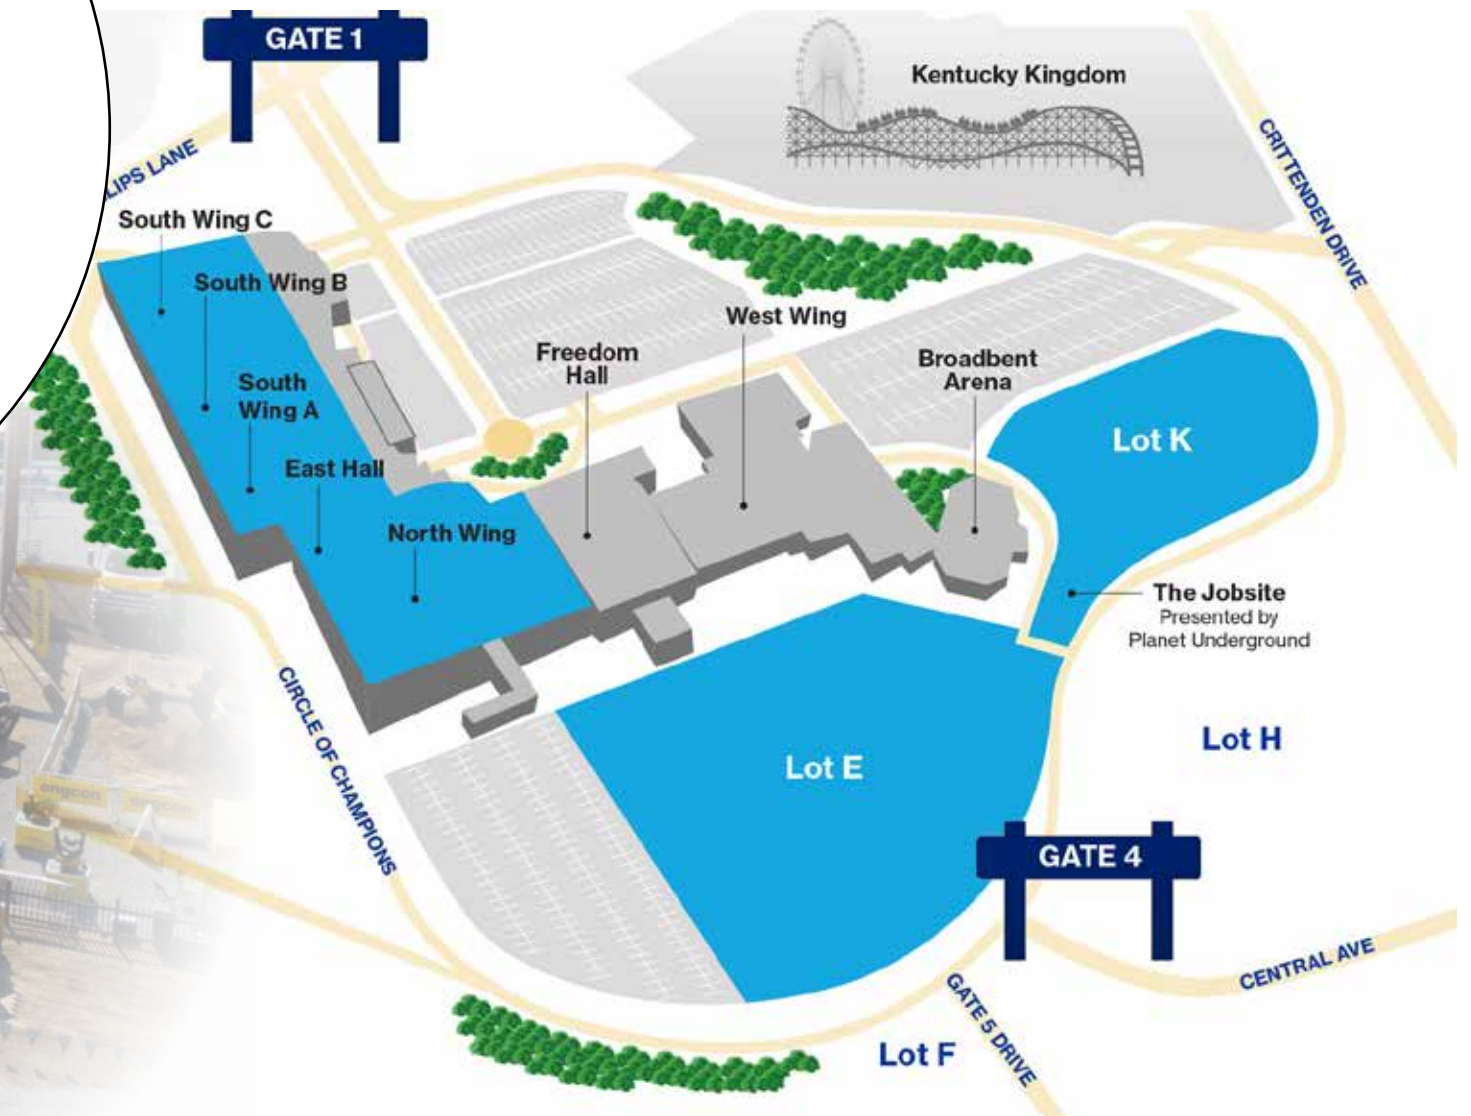 GATE 1
Kentucky Kingdom
CRITTENDEN DRIVE
LIPS LANE
South Wing C
South Wing B
West Wing
Freedom
Hall
Broadbent
Arena
South
Wing A
Lot K
East Hall
North Wing
The Jobsite
Presented by
Planet Underground
CIRCLE OF CHAMPIONS
Lot H
Lot E
engcon
engcon
GATE 4
CENTRAL AVE
GATE 5 DRIVE
Lot F